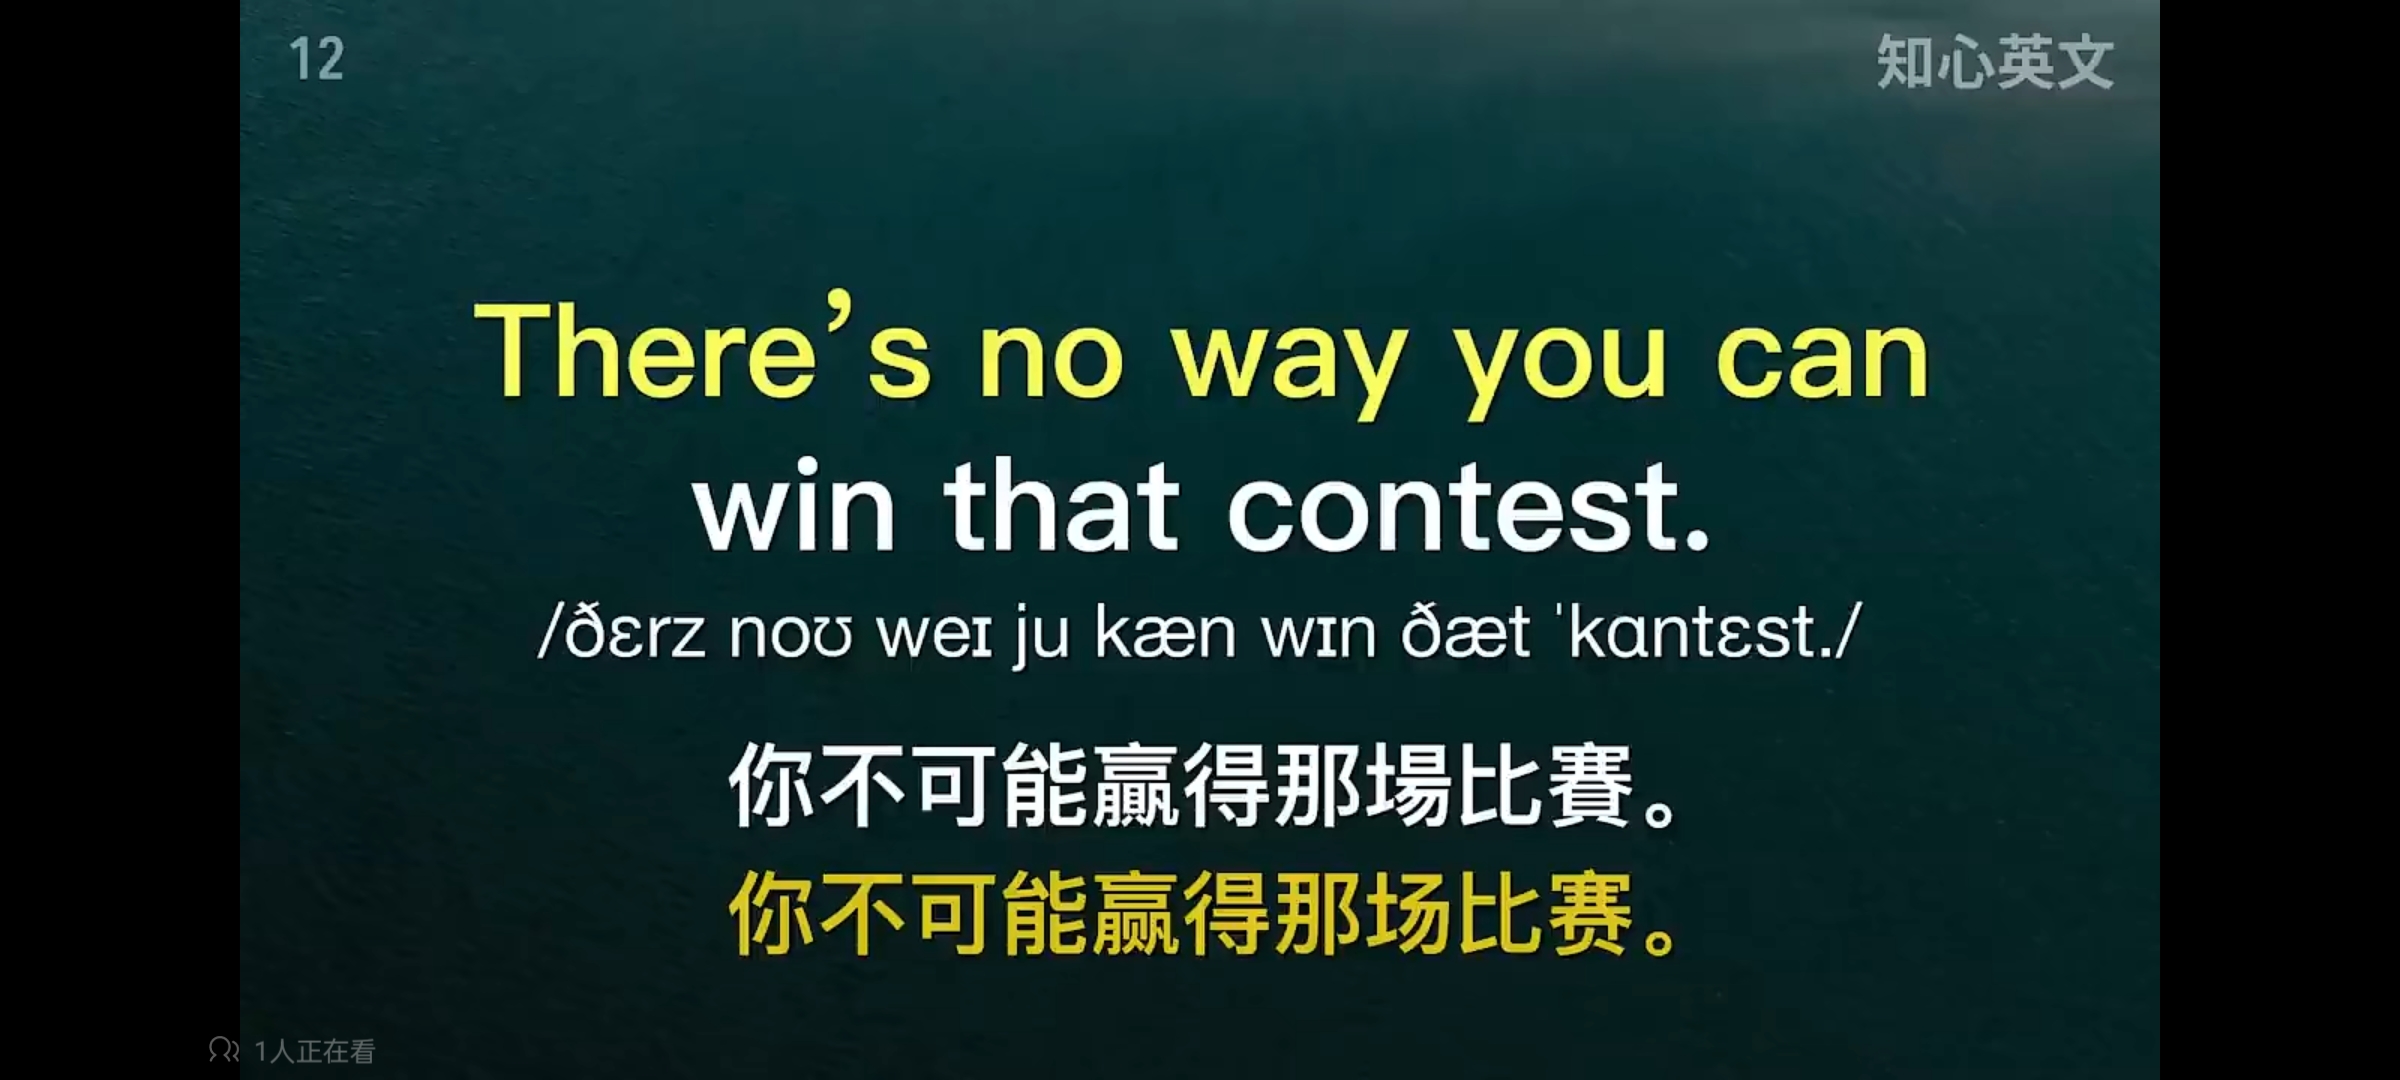 12
知心英文
There’s no way you can
win that contest.
/ðɛrz noʊ weɪ ju kæn wɪn ðæt ˈkɑntɛst./
你不可能贏得那場比賽。
你不可能赢得那场比赛。
1人正在看